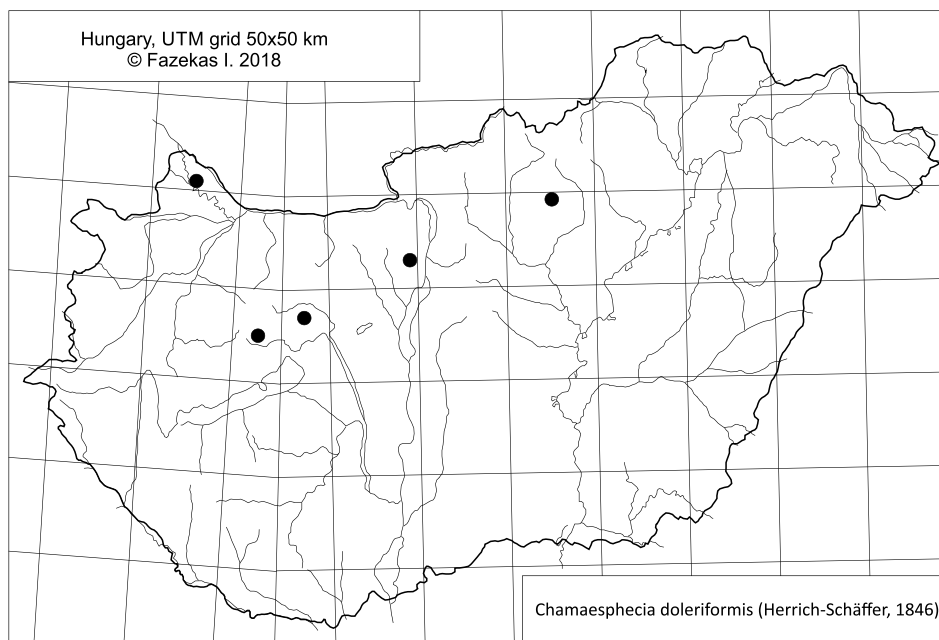 Hungary, UTM grid 50x50 km
© Fazekas I. 2018
Chamaesphecia doleriformis (Herrich-Schäffer, 1846)